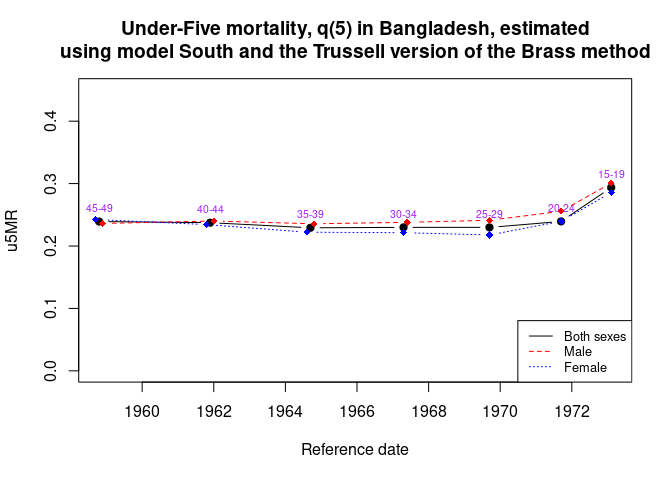 Under-Five mortality, q(5) in Bangladesh, estimated
using model South and the Trussell version of the Brass method
u5MR
0.4
0.3
0.2
0.1
0.0
45-49
40-44
35-39
30-34
25-29
20-24
15-19
Both sexes
Male
Female
1960 1962 1964 1966 1968 1970 1972
Reference date